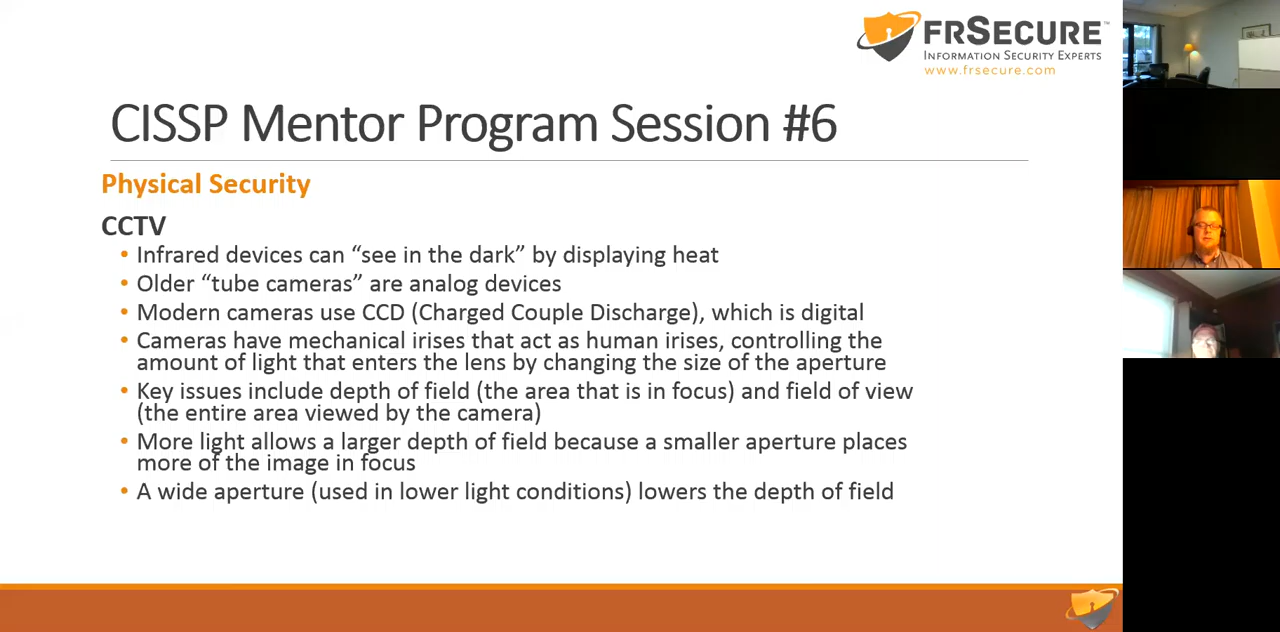 FRSECURE™
INFORMATION SECURITY EXPERTS
www.frsecure.com
CISSP Mentor Program Session #6
Physical Security
CCTV
• Infrared devices can “see in the dark” by displaying heat
• Older “tube cameras” are analog devices
• Modern cameras use CCD (Charged Couple Discharge), which is digital
• Cameras have mechanical irises that act as human irises, controlling the
amount of light that enters the lens by changing the size of the aperture
• Key issues include depth of field (the area that is in focus) and field of view
(the entire area viewed by the camera)
• More light allows a larger depth of field because a smaller aperture places
more of the image in focus
• A wide aperture (used in lower light conditions) lowers the depth of field